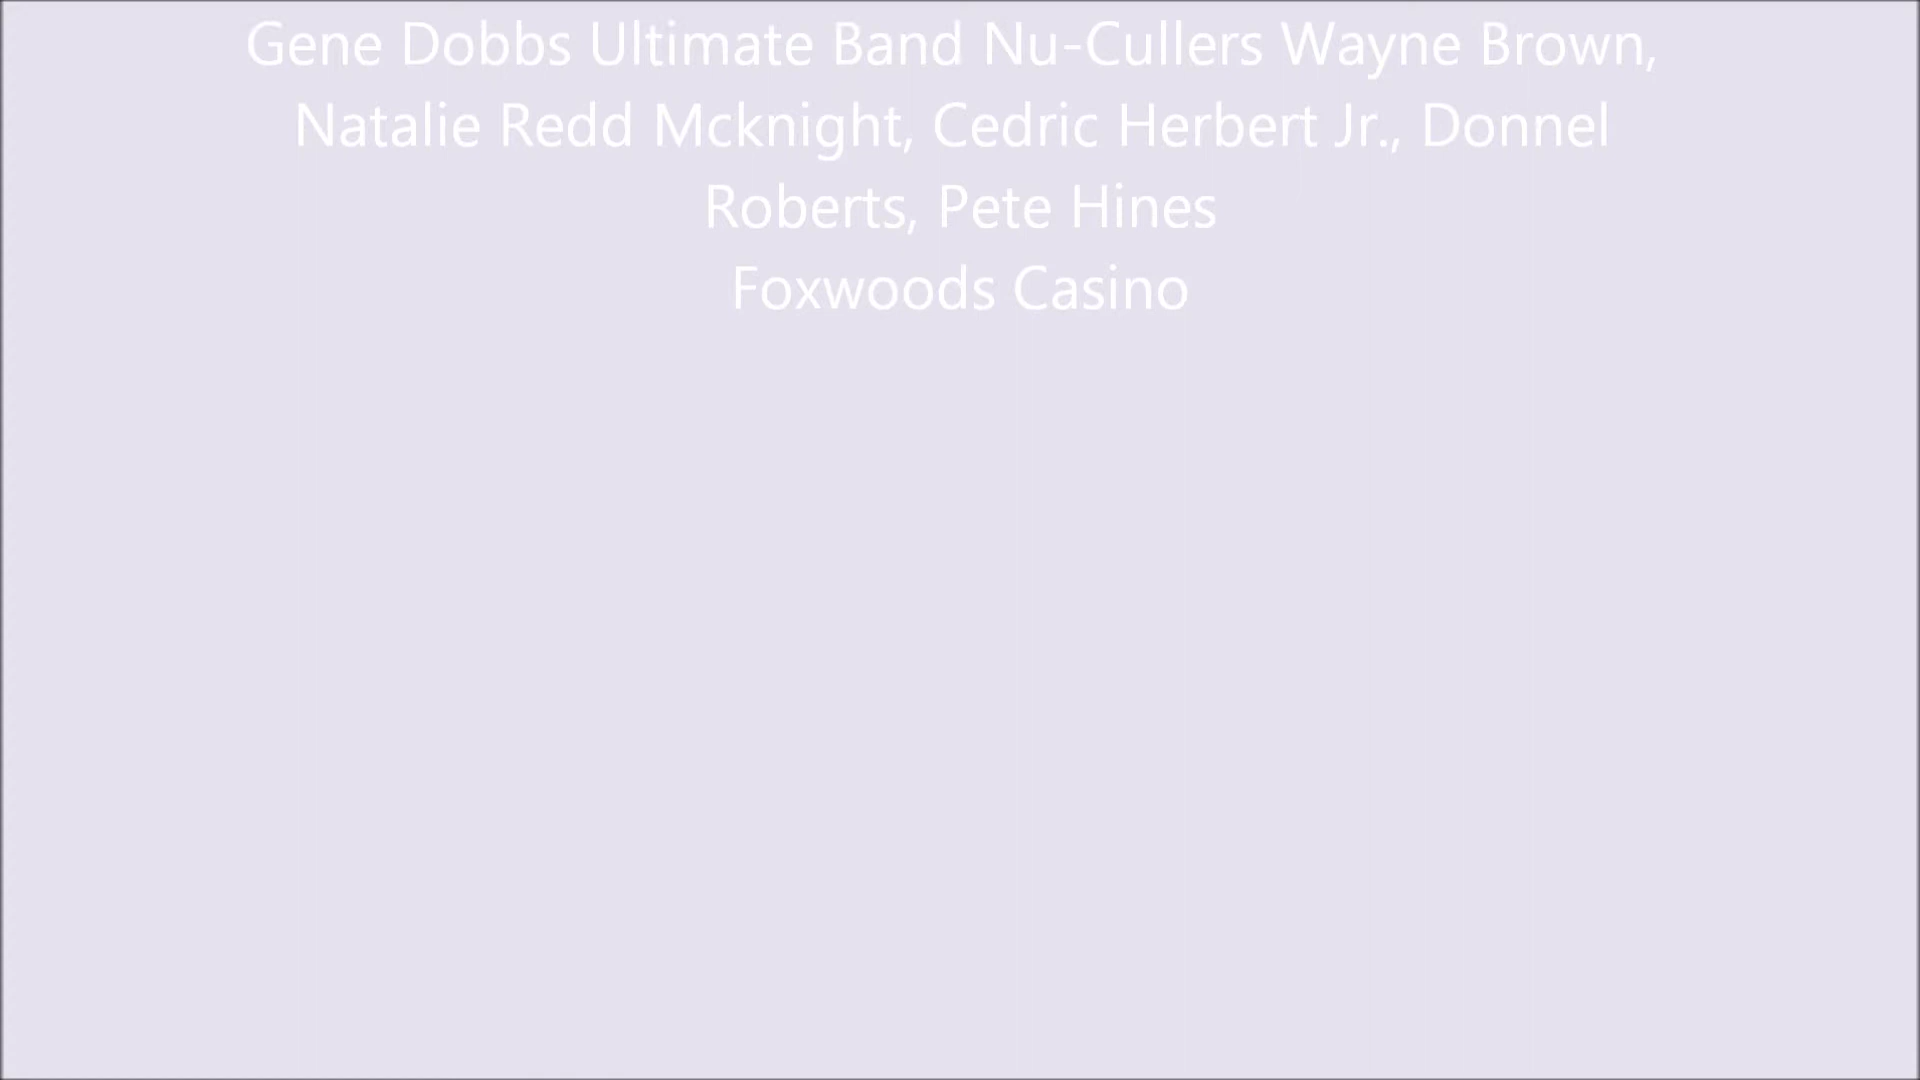 Gene Dobbs Ultimate Band Nu-Cullers Wayne Brown,
Natalie Redd Mcknight, Cedric Herbert Jr., Donnel
Roberts, Pete Hines
Foxwoods Casino